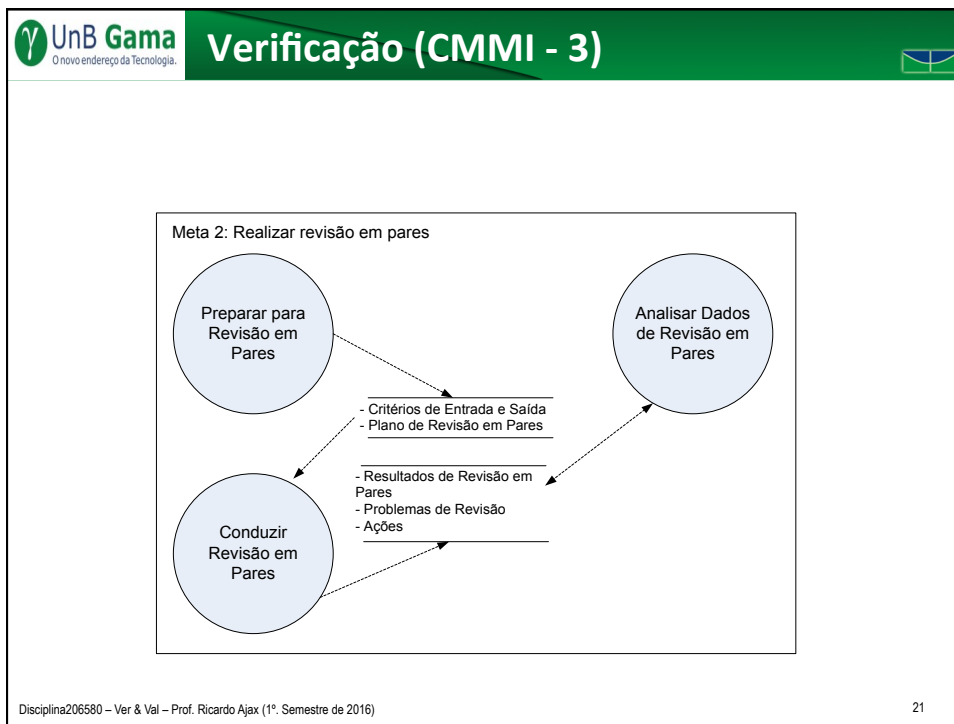 γ UnB Gama
O novo endereço da Tecnologia.
Verificação (CMMI - 3)
Meta 2: Realizar revisão em pares
Preparar para
Revisão em
Pares
Analisar Dados
de Revisão em
Pares
- Critérios de Entrada e Saída
- Plano de Revisão em Pares
- Resultados de Revisão em
Pares
- Problemas de Revisão
- Ações
Conduzir
Revisão em
Pares
Disciplina206580 – Ver & Val – Prof. Ricardo Ajax (1º. Semestre de 2016)
21